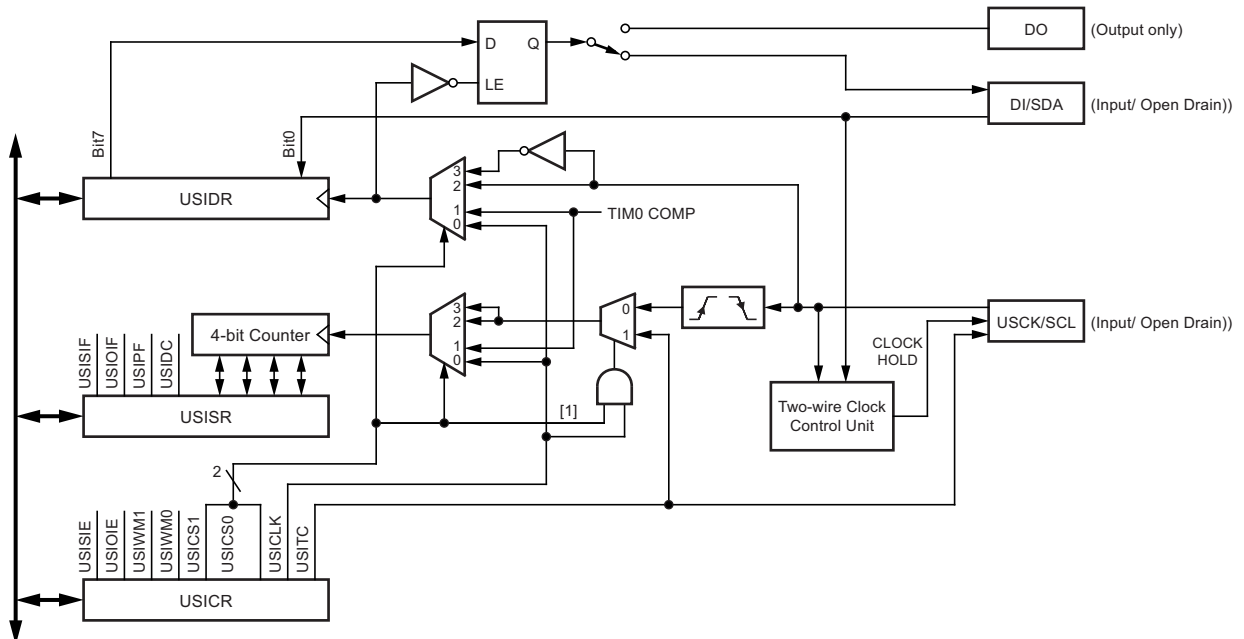 DO (Output only)
D Q
LE
DI/SDA (Input/ Open Drain))
Bit7
Bit0
3
2
1
0
USIDR
TIM0 COMP
3
2
1
0
0
1
4-bit Counter
USCK/SCL (Input/ Open Drain))
CLOCK
HOLD
USISIF
USIOIF
USIPF
USIDC
USISR
[1]
Two-wire Clock
Control Unit
2
USISIE
USIOIE
USIWM1
USIWM0
USICS1
USICS0
USICLK
USITC
USICR